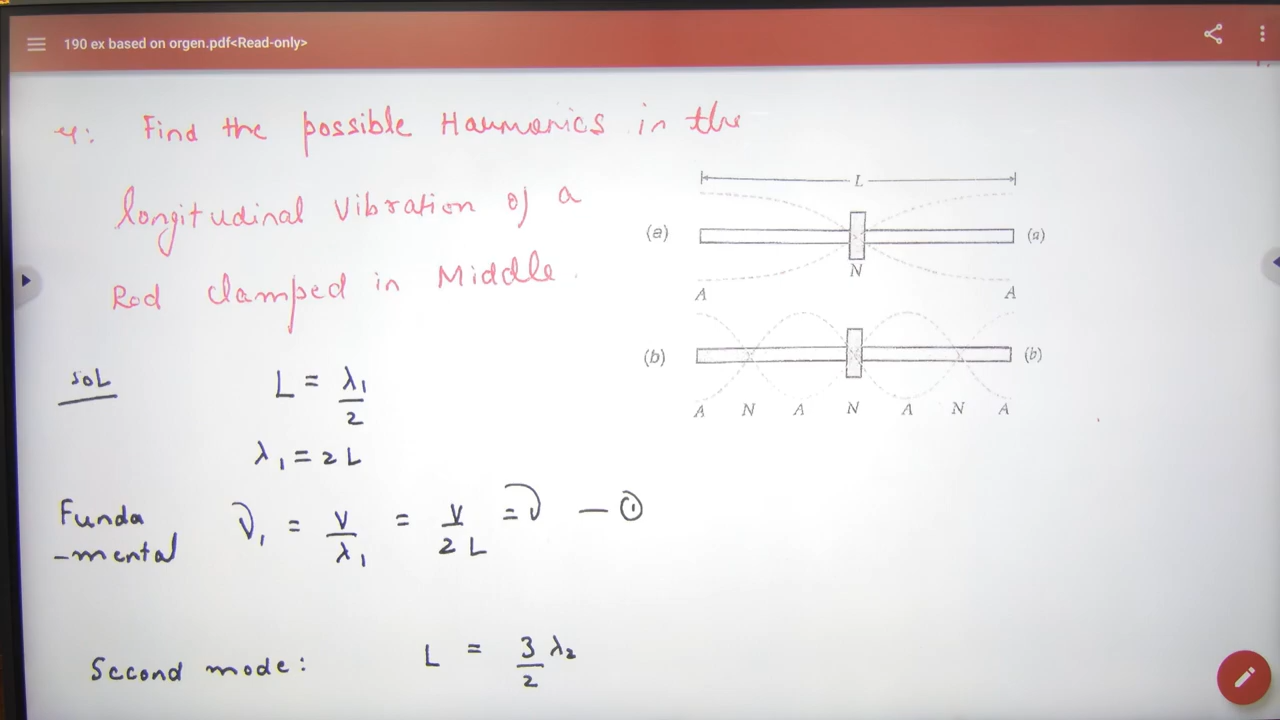 190 ex based on orgen.pdf<Read-only>
4: Find the possible Harmonics in the
longitudinal Vibration of a
Rod clamped in Middle.
L
(a) (a)
N
A A
(b) (b)
A N A N A N A
SOL L = λ1/2
λ1 = 2L
Funda
-mental ν1 = V/λ1 = V/2L = ν — ①
Second mode: L = 3/2 λ2